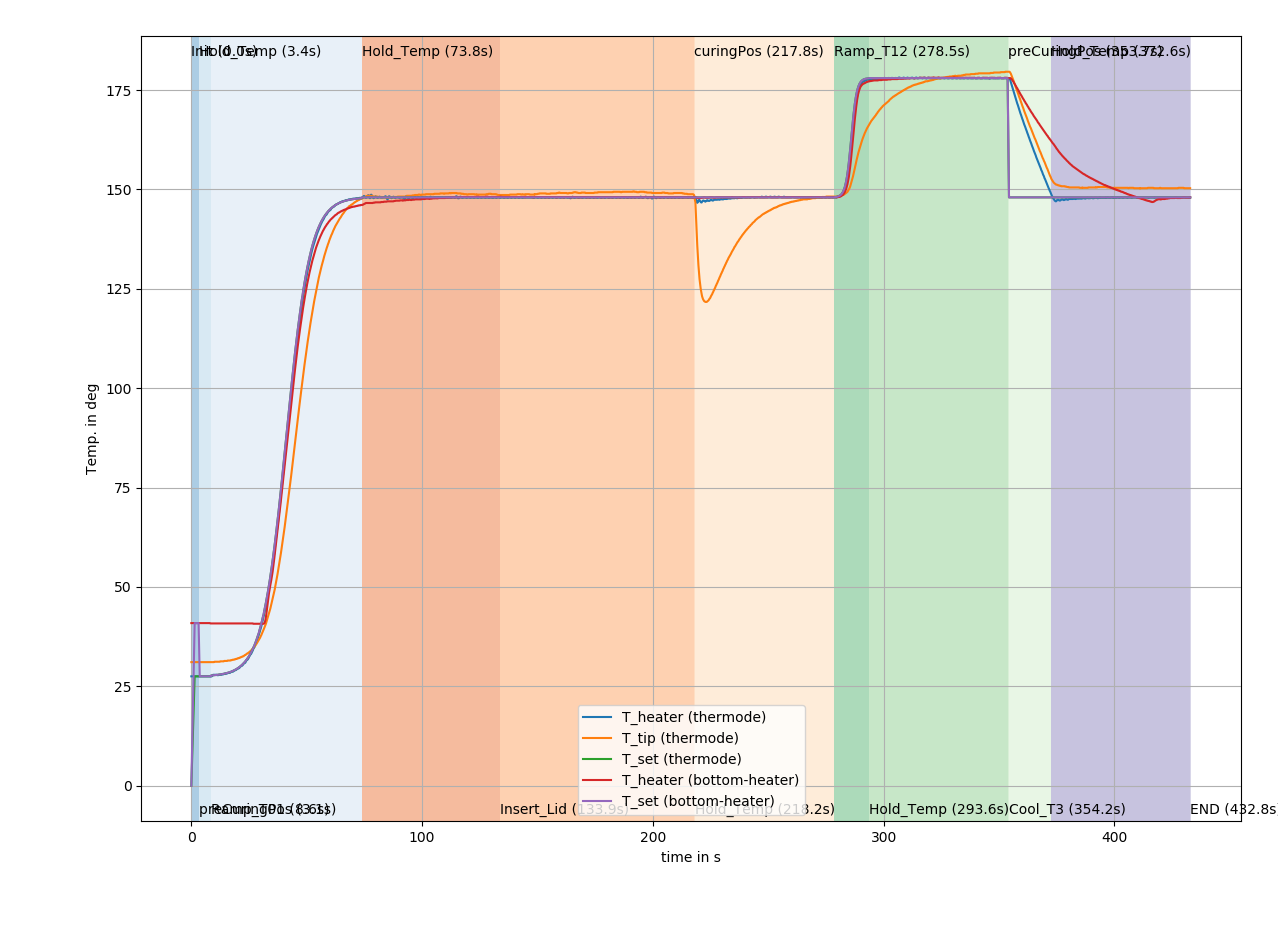 Init (0.0s)
Hold_Temp (3.4s)
Hold_Temp (73.8s)
curingPos (217.8s)
Ramp_T12 (278.5s)
preCuringPos (353.7s)
Hold_Temp (372.6s)
175
150
125
100
75
50
25
0
Temp. in deg
T_heater (thermode)
T_tip (thermode)
T_set (thermode)
T_heater (bottom-heater)
T_set (bottom-heater)
preCuringPos
Ramp_T01
Insert_Lid (133.9s)
Hold_Temp (218.2s)
Hold_Temp (293.6s)
Cool_T3 (354.2s)
END (432.8s
0
100
200
300
400
time in s